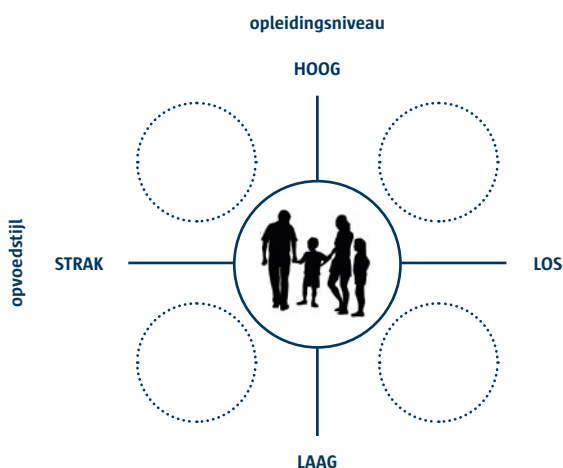 opleidingsniveau
HOOG
opvoedstijl
STRAK
LOS
LAAG